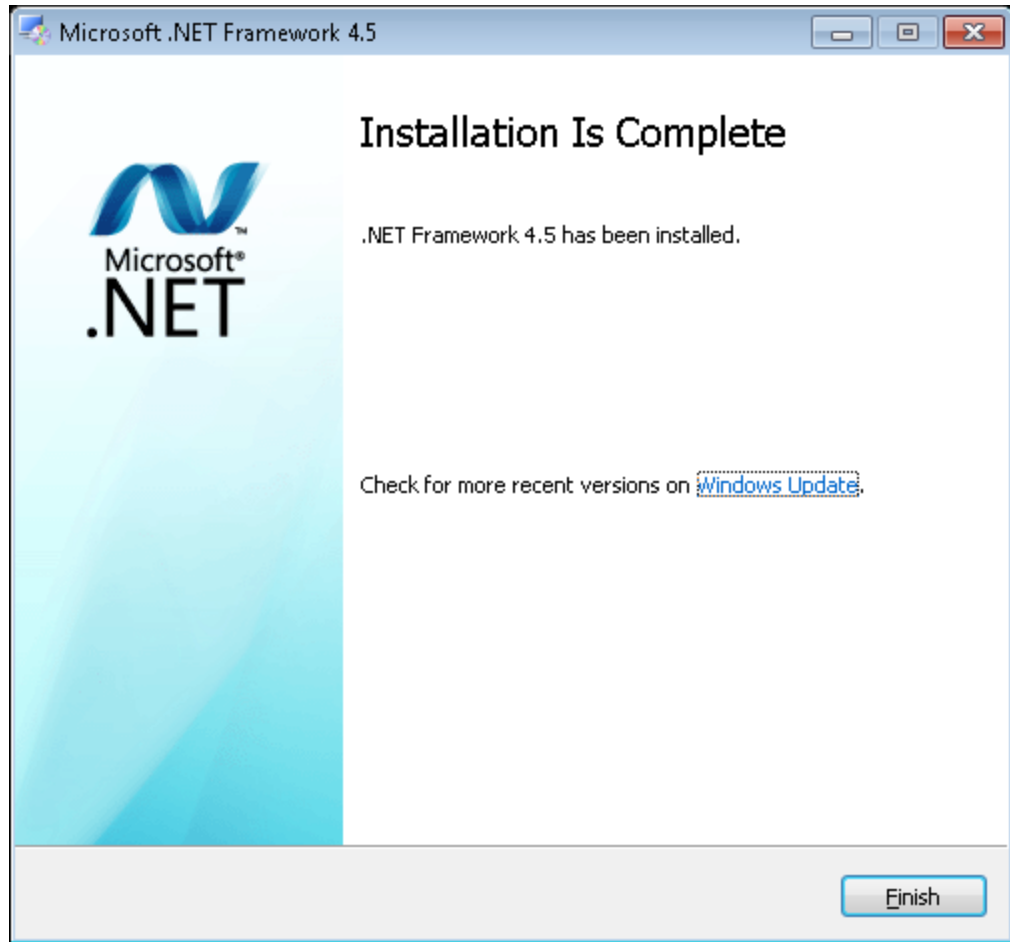 Microsoft .NET Framework 4.5
Installation Is Complete
Microsoft®
.NET™
.NET Framework 4.5 has been installed.
Check for more recent versions on Windows Update.
Finish